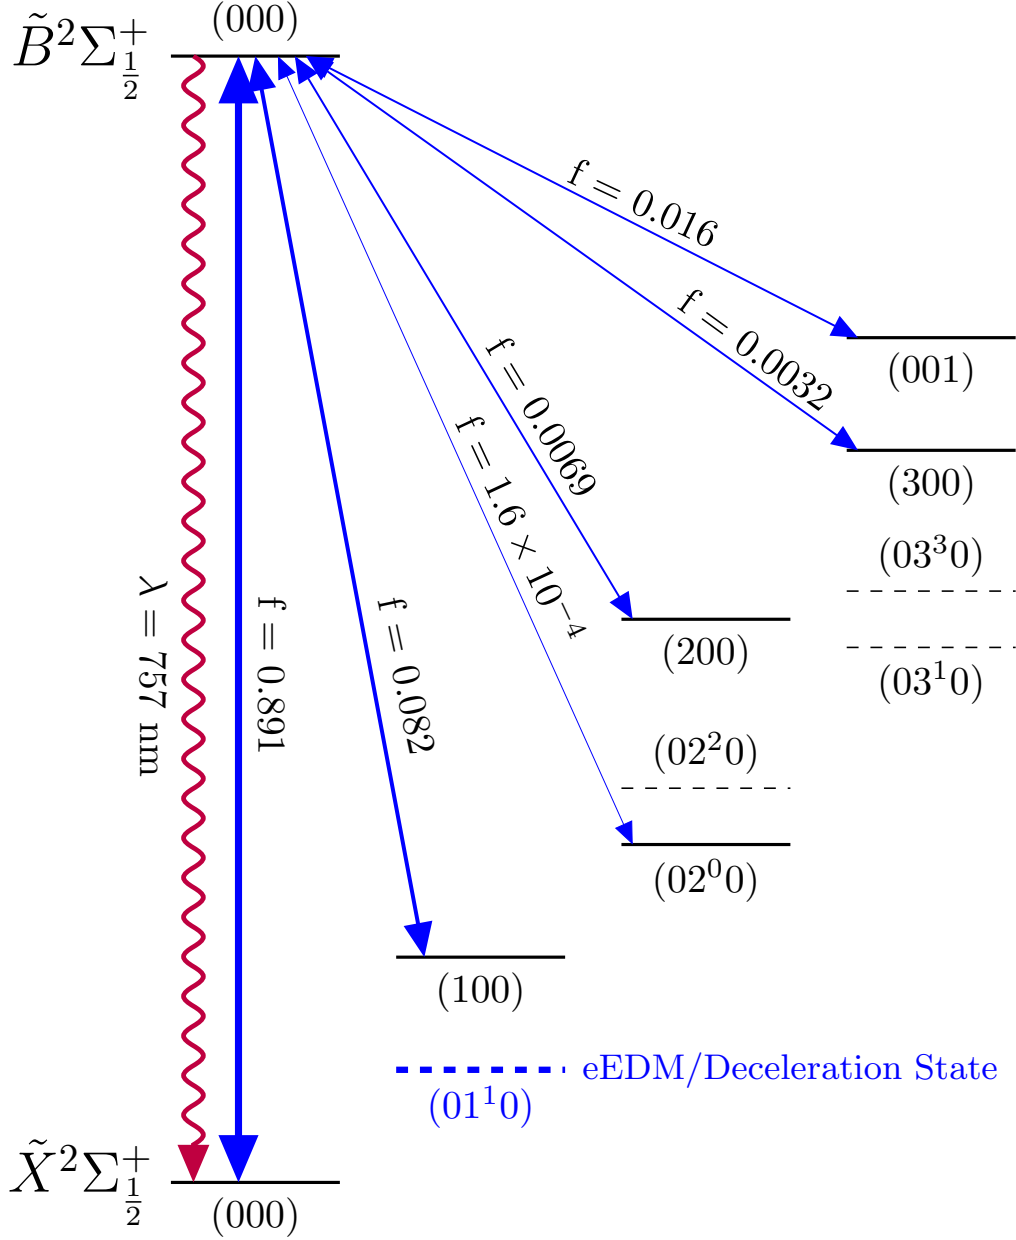 (000)
B̃²Σ⁺½
f = 0.016
f = 0.0032
(001)
f = 0.0069
f = 1.6 × 10⁻⁴
(300)
(03³0)
λ = 757 nm
f = 0.891
f = 0.082
(200)
(03¹0)
(02²0)
(02⁰0)
(100)
eEDM/Deceleration State
(01¹0)
X̃²Σ⁺½
(000)